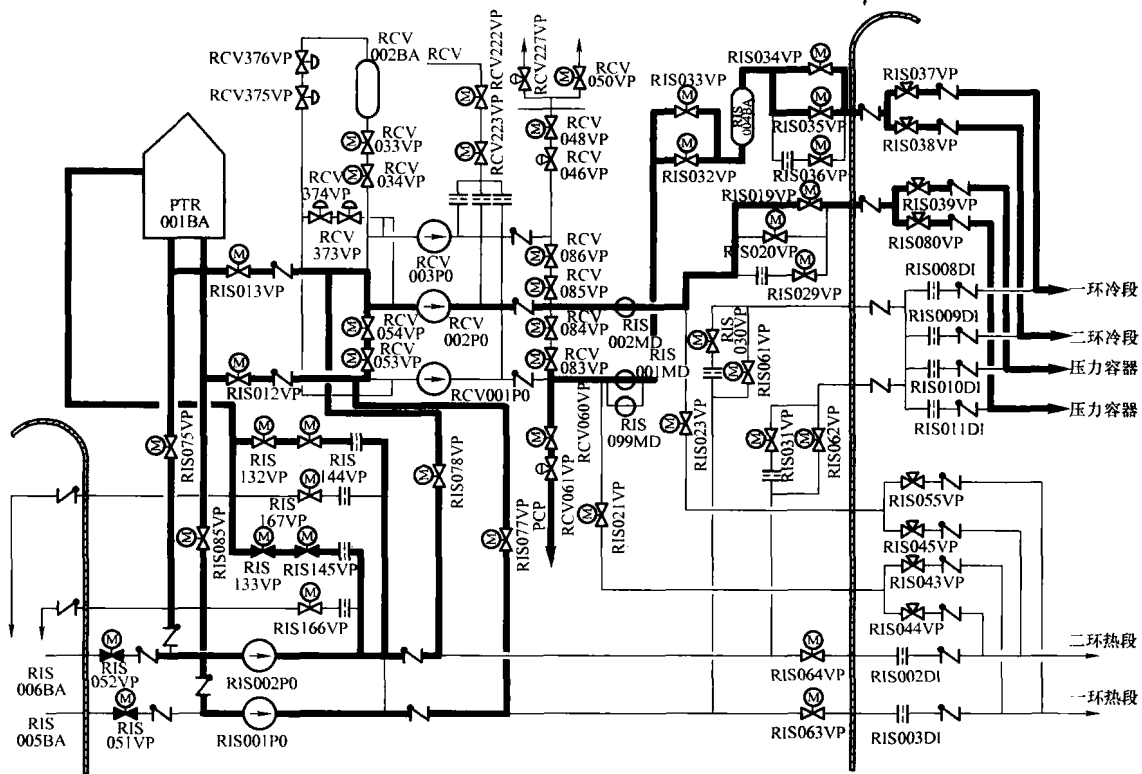 RCV376VP
RCV
002BA
RCV
RCV222VP
RCV223VP
RCV227VP
RCV
050VP
RCV375VP
RCV
033VP
RCV
034VP
RCV
048VP
RCV
046VP
RCV
374VP
RCV
373VP
RCV
003P0
RCV
086VP
RCV
085VP
RCV
002P0
RCV
084VP
RCV
083VP
RCV
054VP
RCV
053VP
RCV001P0
PTR
001BA
RIS013VP
RIS012VP
RIS033VP
RIS032VP
RIS
004BA
RIS034VP
RIS035VP
RIS036VP
RIS037VP
RIS038VP
RIS019VP
RIS020VP
RIS029VP
RIS039VP
RIS080VP
RIS008DI
RIS009DI
RIS010DI
RIS011DI
一环冷段
二环冷段
压力容器
压力容器
RIS
002MD
RIS
001MD
RIS
099MD
RIS
030VP
RIS061VP
RIS023VP
RIS031VP
RIS062VP
RIS075VP
RIS085VP
RIS
132VP
RIS
144VP
RIS
167VP
RIS
133VP
RIS145VP
RIS166VP
RIS078VP
RIS077VP
RCV060VP
RCV061VP
PCP
RIS021VP
RIS055VP
RIS045VP
RIS043VP
RIS044VP
RIS
006BA
RIS
052VP
RIS002P0
RIS064VP
RIS002DI
二环热段
RIS
005BA
RIS
051VP
RIS001P0
RIS063VP
RIS003DI
一环热段